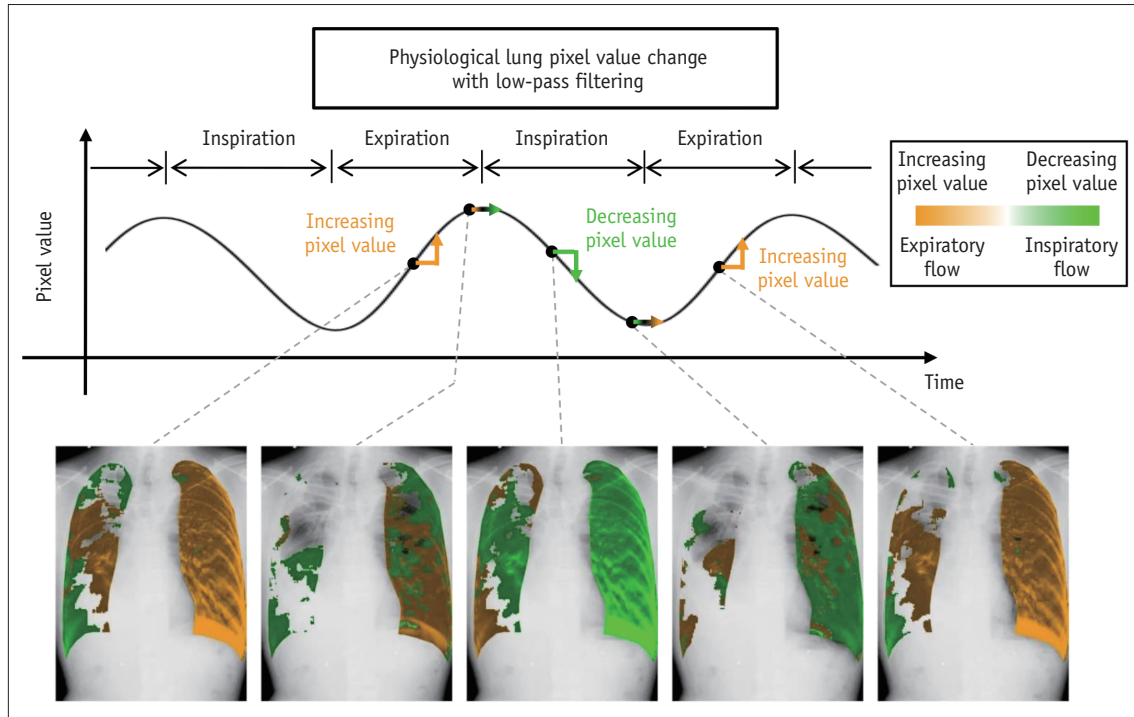 Physiological lung pixel value change
with low-pass filtering
Inspiration
Expiration
Inspiration
Expiration
Increasing
pixel value
Decreasing
pixel value
Expiratory
flow
Inspiratory
flow
Pixel value
Increasing
pixel value
Decreasing
pixel value
Increasing
pixel value
Time